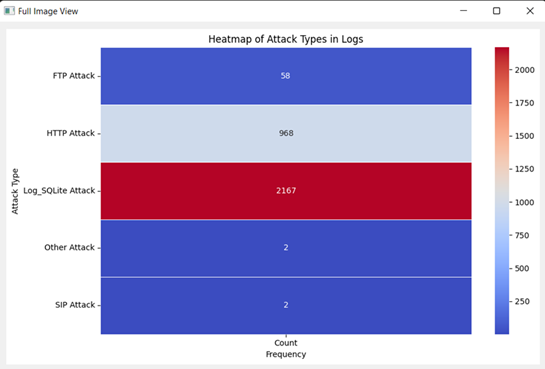 Full Image View
Heatmap of Attack Types in Logs
Attack Type
FTP Attack
58
HTTP Attack
968
Log_SQLite Attack
2167
Other Attack
2
SIP Attack
2
Count
Frequency
2000
1750
1500
1250
1000
750
500
250